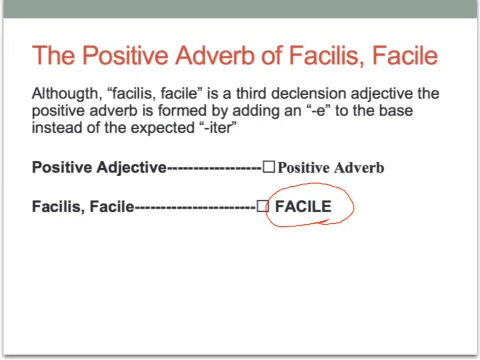 The Positive Adverb of Facilis, Facile
Althougth, “facilis, facile” is a third declension adjective the
positive adverb is formed by adding an “-e” to the base
instead of the expected “-iter”
Positive Adjective------------------□Positive Adverb
Facilis, Facile-----------------------□ FACILE